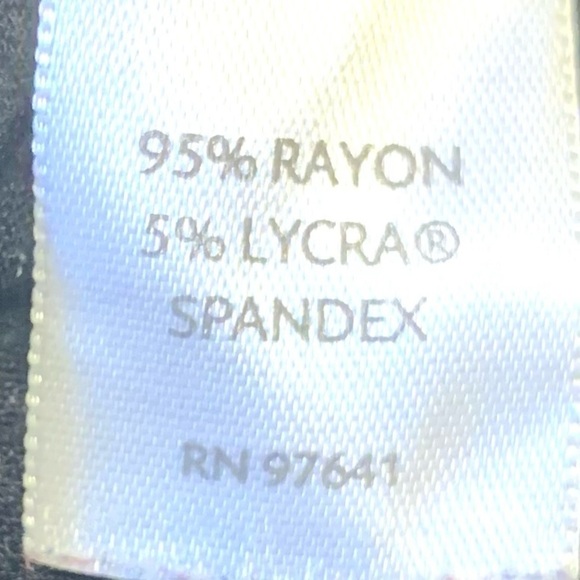 95% RAYON
5% LYCRA®
SPANDEX
RN 97641